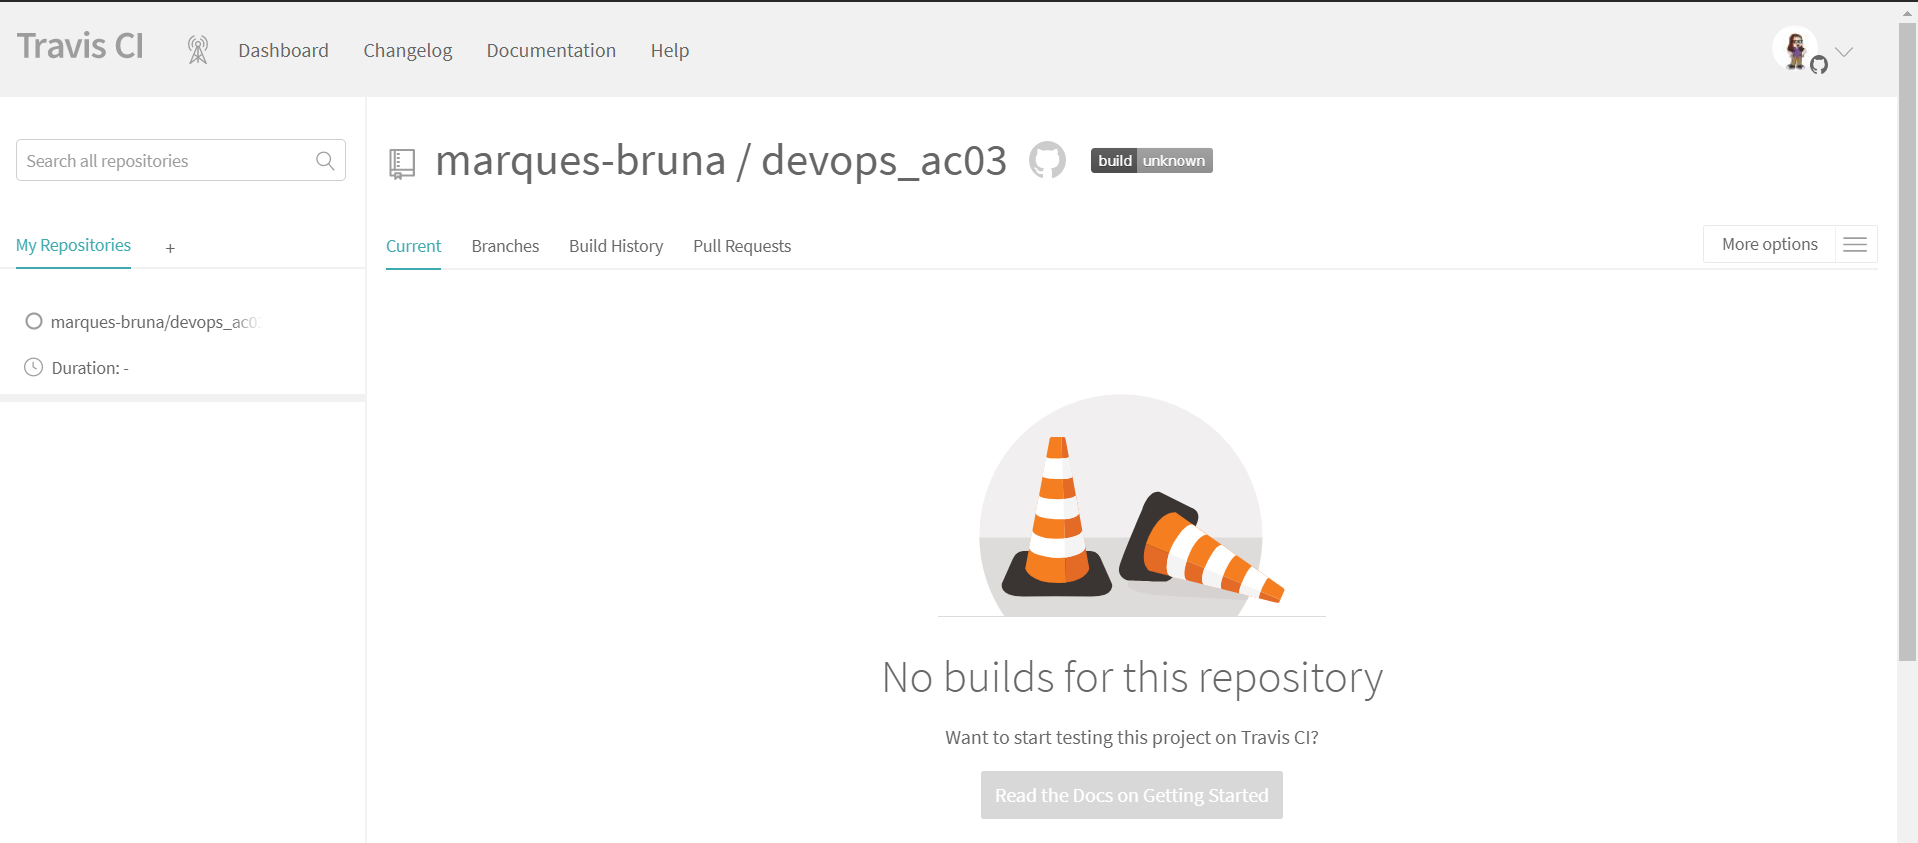 Travis CI
Dashboard
Changelog
Documentation
Help
Search all repositories
My Repositories +
marques-bruna/devops_ac0
Duration: -
marques-bruna / devops_ac03
build unknown
Current
Branches
Build History
Pull Requests
More options
No builds for this repository
Want to start testing this project on Travis CI?
Read the Docs on Getting Started